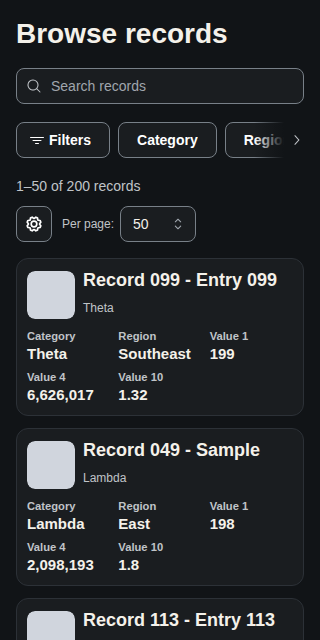 Browse records
Search records
Filters Category
1–50 of 200 records
Per page: 50
Record 099 - Entry 099
Theta
Category Region Value 1
Theta Southeast 199
Value 4 Value 10
6,626,017 1.32
Record 049 - Sample
Lambda
Category Region Value 1
Lambda East 198
Value 4 Value 10
2,098,193 1.8
Record 113 - Entry 113